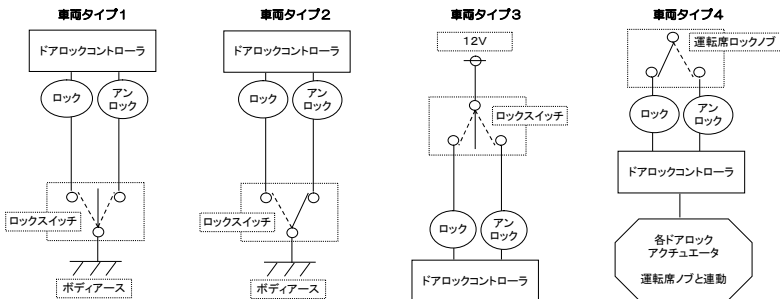 車両タイプ1
ドアロックコントローラ
ロック
アン
ロック
ロックスイッチ
ボディアース
車両タイプ2
ドアロックコントローラ
ロック
アン
ロック
ロックスイッチ
ボディアース
車両タイプ3
12V
ロックスイッチ
ロック
アン
ロック
ドアロックコントローラ
車両タイプ4
運転席ロックノブ
ロック
アン
ロック
ドアロックコントローラ
各ドアロック
アクチュエータ
運転席ノブと連動